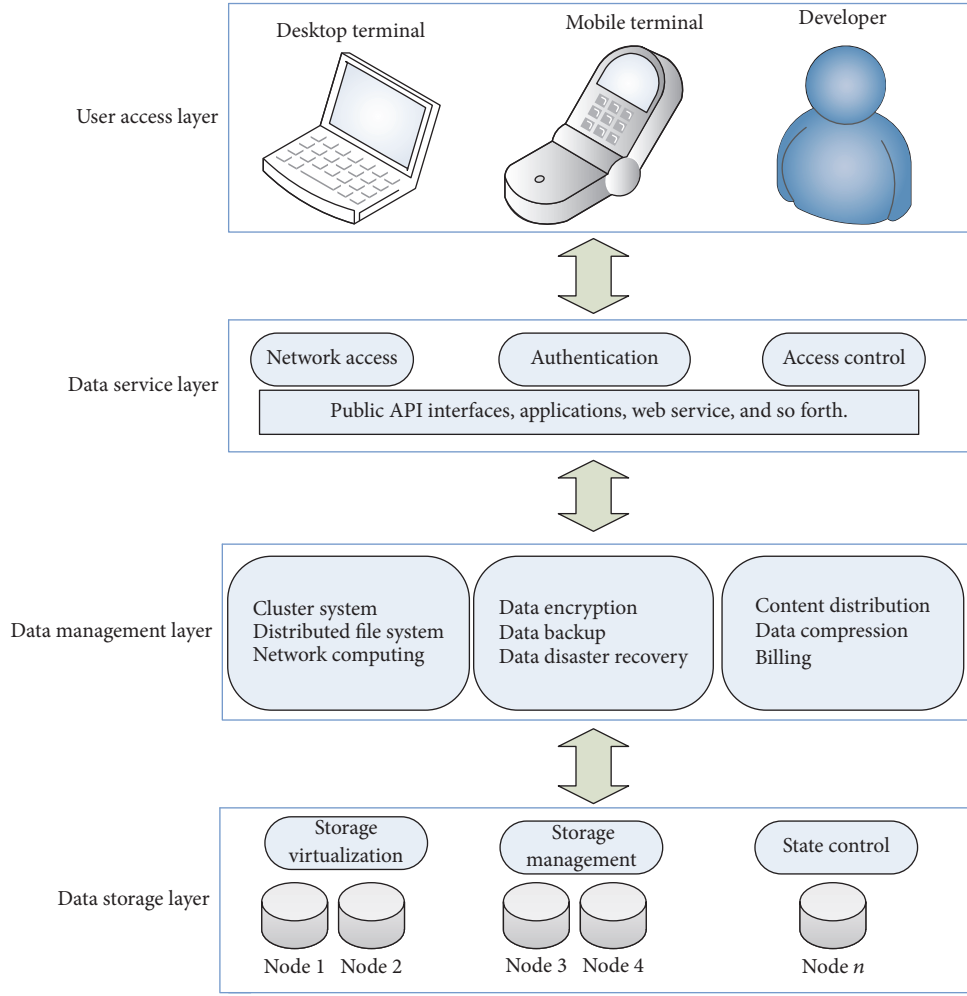 Desktop terminal
Mobile terminal
Developer
User access layer
Network access
Authentication
Access control
Data service layer
Public API interfaces, applications, web service, and so forth.
Cluster system
Distributed file system
Network computing
Data encryption
Data backup
Data disaster recovery
Content distribution
Data compression
Billing
Data management layer
Storage
virtualization
Storage
management
State control
Data storage layer
Node 1
Node 2
Node 3
Node 4
Node n